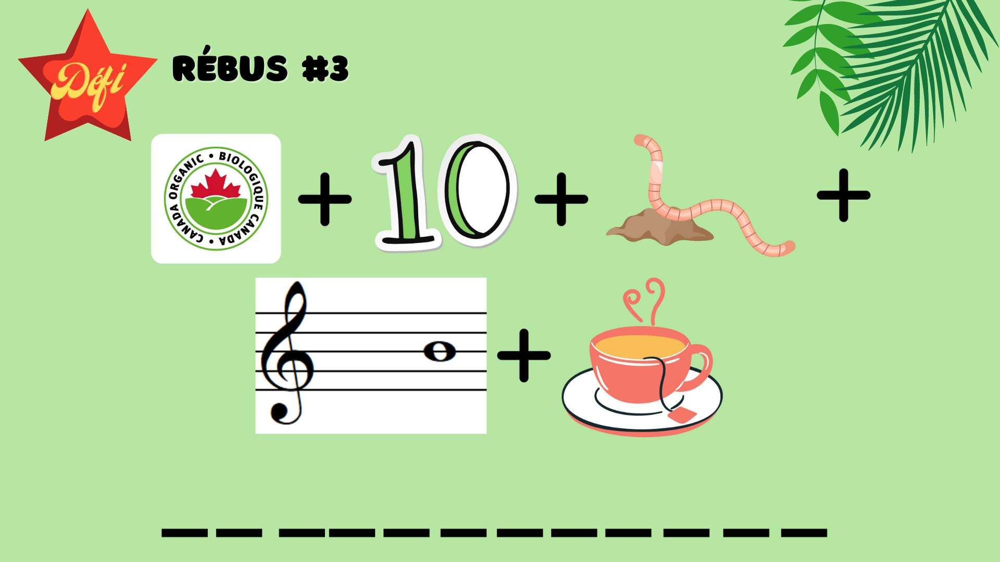 Défi
RÉBUS #3
CANADA ORGANIC • BIOLOGIQUE CANADA •
10